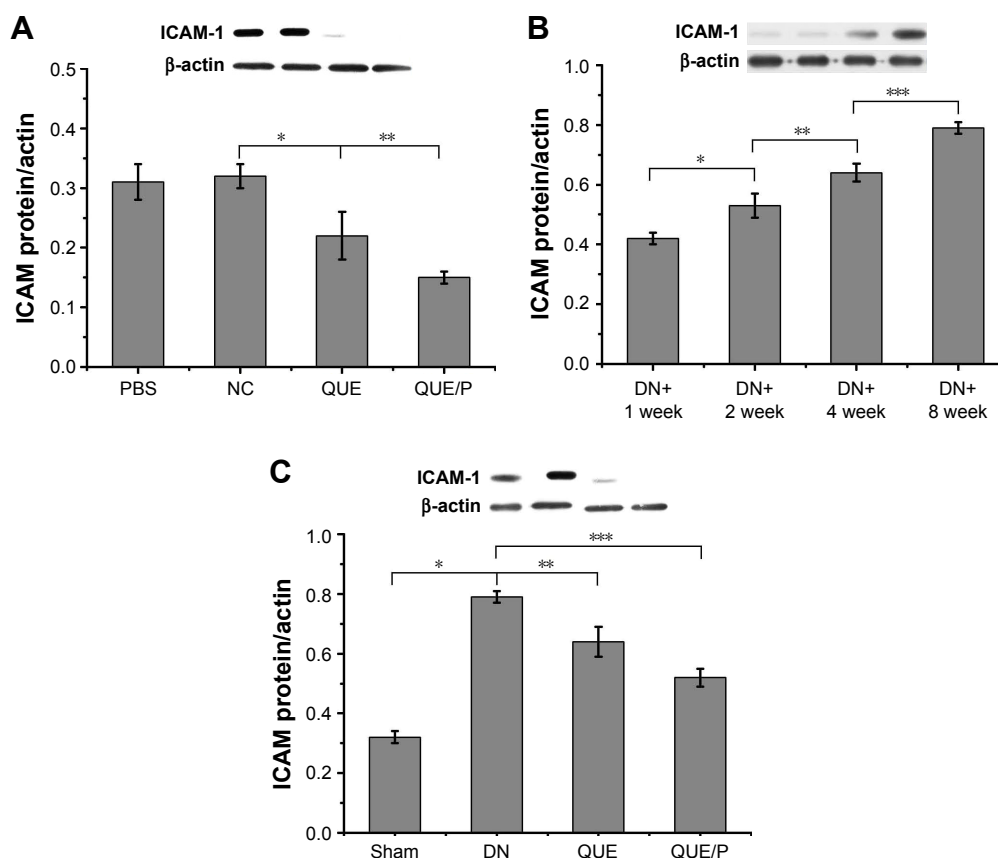 A
ICAM-1
β-actin
0.5
0.4
0.3
0.2
0.1
0.0
ICAM protein/actin
*
**
PBS NC QUE QUE/P
B
ICAM-1
β-actin
1.0
0.8
0.6
0.4
0.2
0.0
ICAM protein/actin
*
**
***
DN+ DN+ DN+ DN+
1 week 2 week 4 week 8 week
C
ICAM-1
β-actin
1.0
0.8
0.6
0.4
0.2
0.0
ICAM protein/actin
***
* **
Sham DN QUE QUE/P